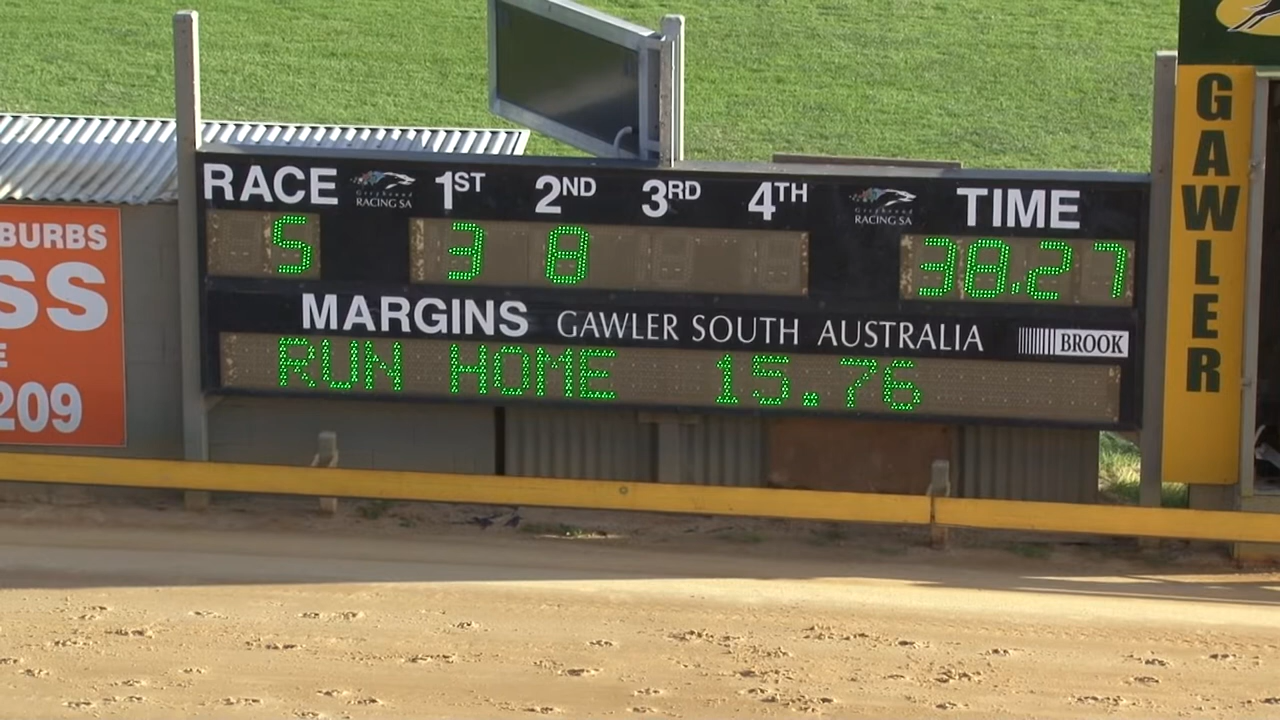 RACE 1ST 2ND 3RD 4TH TIME
Greyhound RACING SA
Greyhound RACING SA
5 3 8 38.27
MARGINS GAWLER SOUTH AUSTRALIA BROOK
RUN HOME 15.76
BURBS
SS
E
209
GAWLER